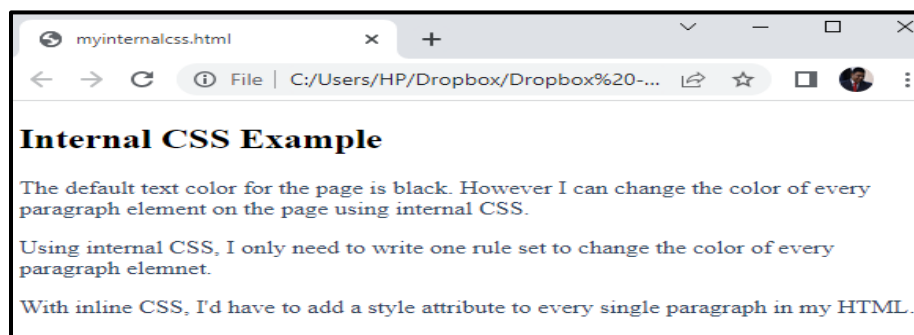 myinternalcss.html
File | C:/Users/HP/Dropbox/Dropbox%20-...
Internal CSS Example
The default text color for the page is black. However I can change the color of every
paragraph element on the page using internal CSS.
Using internal CSS, I only need to write one rule set to change the color of every
paragraph elemnet.
With inline CSS, I'd have to add a style attribute to every single paragraph in my HTML.